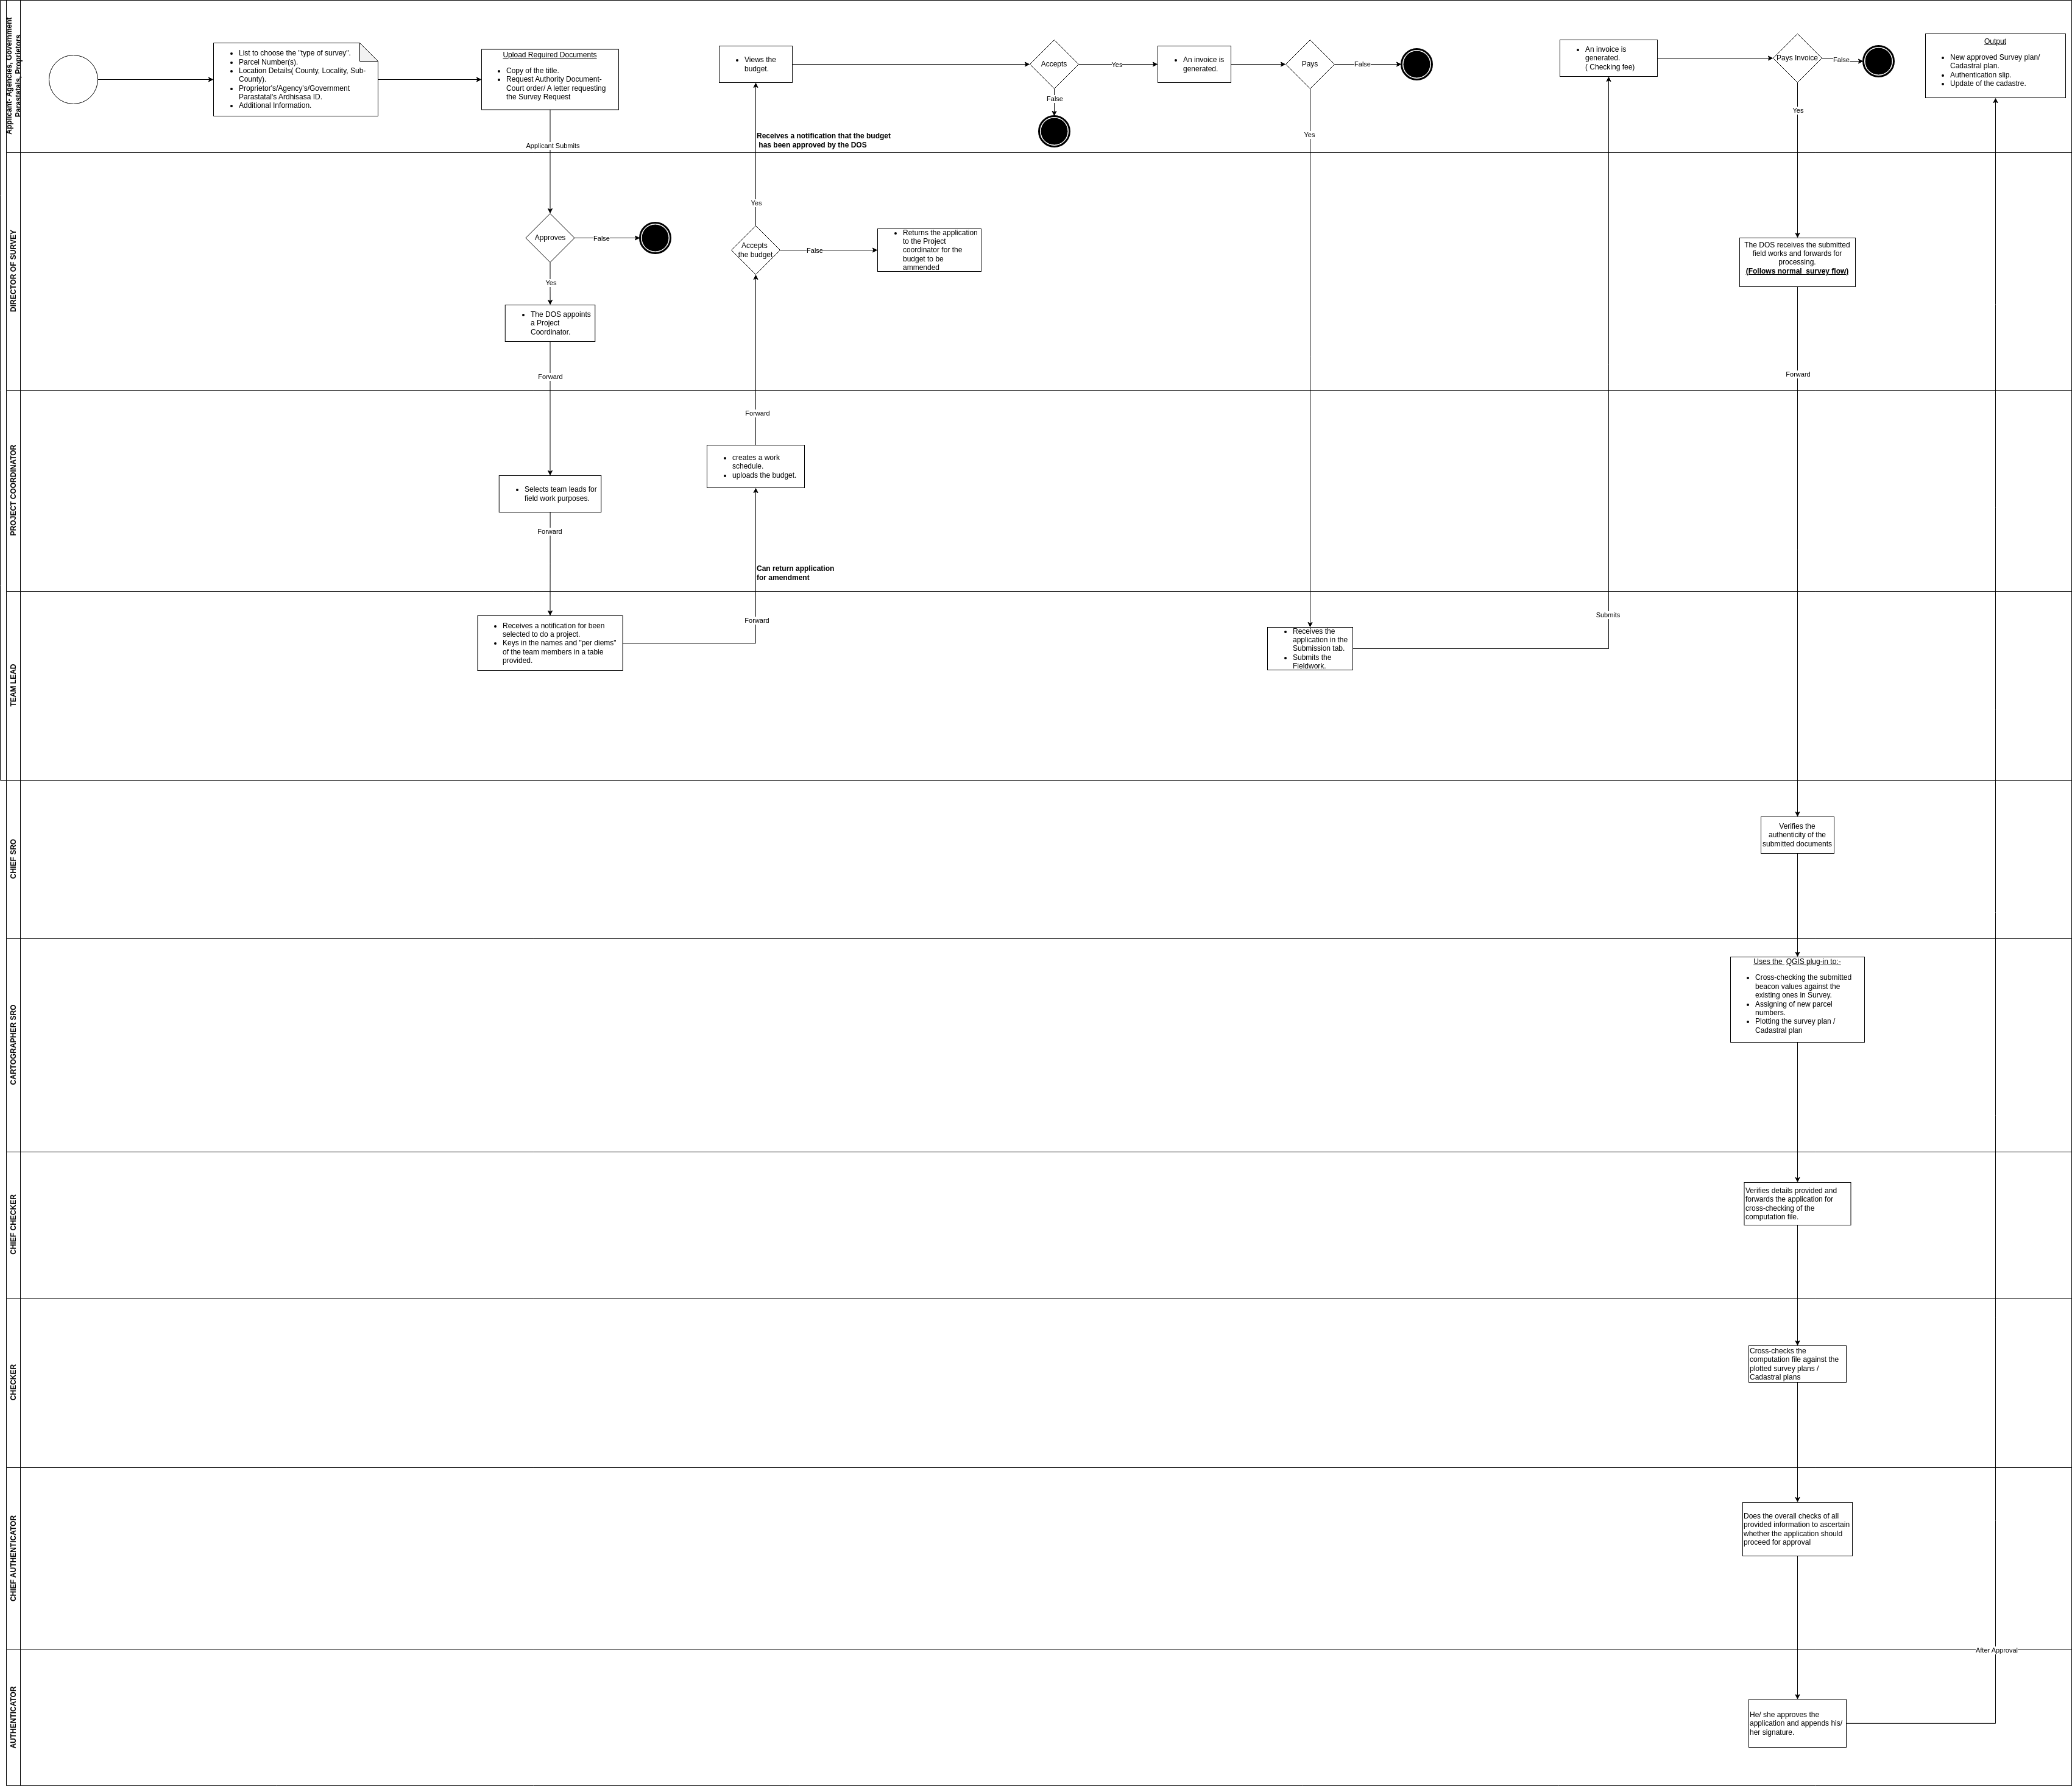 Applicant- Agencies, Government
Parastatals, Proprietors
List to choose the "type of survey".
Parcel Number(s).
Location Details( County, Locality, Sub-
County).
Proprietor's/Agency's/Government
Parastatal's Ardhisasa ID.
Additional Information.
Upload Required Documents
Copy of the title.
Request Authority Document-
Court order/ A letter requesting
the Survey Request
Applicant Submits
Views the
budget.
Receives a notification that the budget
has been approved by the DOS
Accepts
Yes
False
An invoice is
generated.
Pays
False
Yes
An invoice is
generated.
( Checking fee)
Pays Invoice
False
Yes
Output
New approved Survey plan/
Cadastral plan.
Authentication slip.
Update of the cadastre.
DIRECTOR OF SURVEY
Approves
False
Yes
The DOS appoints
a Project
Coordinator.
Forward
Yes
Accepts
the budget
False
Returns the application
to the Project
coordinator for the
budget to be
ammended
The DOS receives the submitted
field works and forwards for
processing.
(Follows normal survey flow)
Forward
PROJECT COORDINATOR
Selects team leads for
field work purposes.
Forward
Forward
creates a work
schedule.
uploads the budget.
Can return application
for amendment
TEAM LEAD
Receives a notification for been
selected to do a project.
Keys in the names and "per diems"
of the team members in a table
provided.
Forward
Receives the
application in the
Submission tab.
Submits the
Fieldwork.
Submits
CHIEF SRO
Verifies the
authenticity of the
submitted documents
CARTOGRAPHER SRO
Uses the QGIS plug-in to:-
Cross-checking the submitted
beacon values against the
existing ones in Survey.
Assigning of new parcel
numbers.
Plotting the survey plan /
Cadastral plan
CHIEF CHECKER
Verifies details provided and
forwards the application for
cross-checking of the
computation file.
CHECKER
Cross-checks the
computation file against the
plotted survey plans /
Cadastral plans
CHIEF AUTHENTICATOR
Does the overall checks of all
provided information to ascertain
whether the application should
proceed for approval
After Approval
AUTHENTICATOR
He/ she approves the
application and appends his/
her signature.